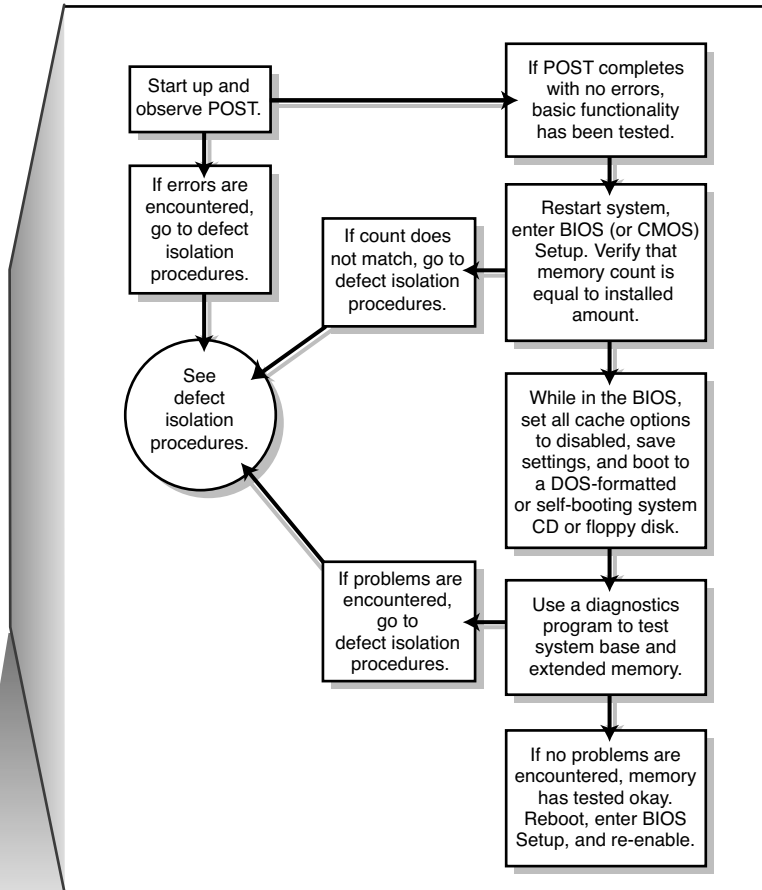 Start up and
observe POST.
If POST completes
with no errors,
basic functionality
has been tested.
If errors are
encountered,
go to defect
isolation
procedures.
If count does
not match, go to
defect isolation
procedures.
Restart system,
enter BIOS (or CMOS)
Setup. Verify that
memory count is
equal to installed
amount.
See
defect
isolation
procedures.
While in the BIOS,
set all cache options
to disabled, save
settings, and boot to
a DOS-formatted
or self-booting system
CD or floppy disk.
If problems are
encountered,
go to
defect isolation
procedures.
Use a diagnostics
program to test
system base and
extended memory.
If no problems are
encountered, memory
has tested okay.
Reboot, enter BIOS
Setup, and re-enable.